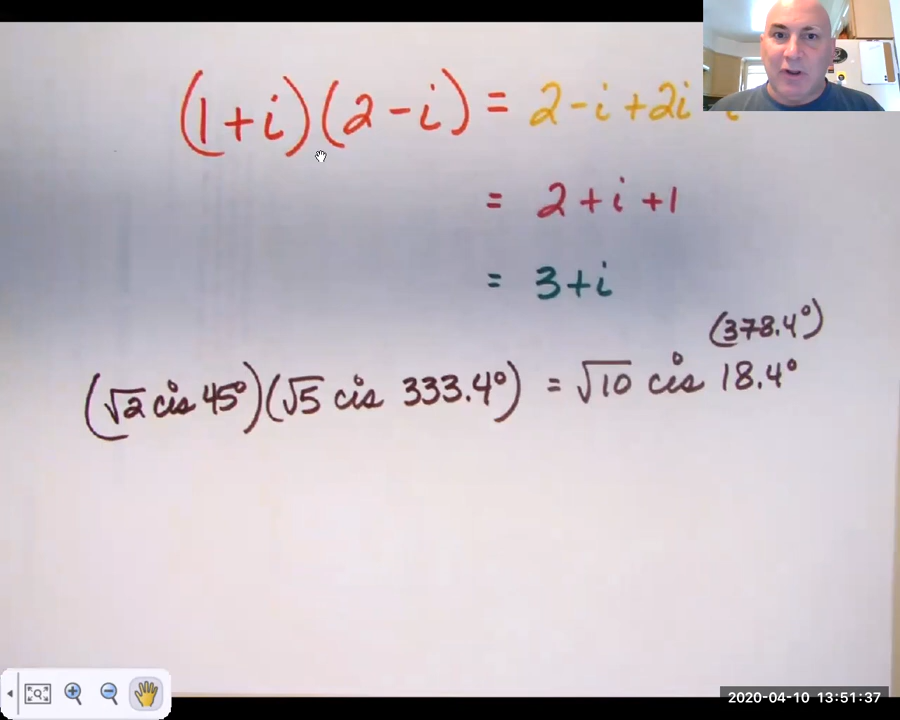 (1+i)(2-i) = 2-i+2i
= 2+i+1
= 3+i
(378.4°)
(√2 cis 45°)(√5 cis 333.4°) = √10 cis 18.4°
2020-04-10 13:51:37